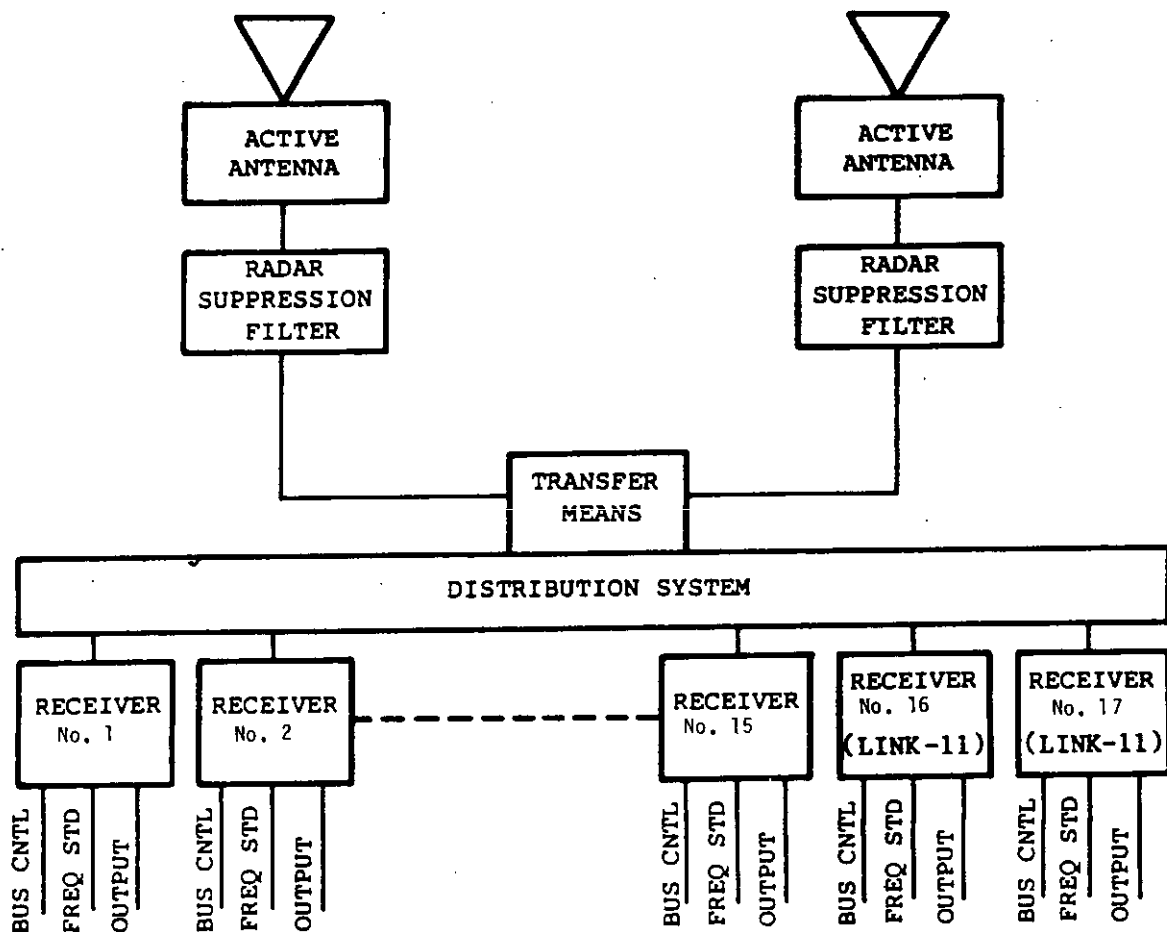 ACTIVE
ANTENNA
ACTIVE
ANTENNA
RADAR
SUPPRESSION
FILTER
RADAR
SUPPRESSION
FILTER
TRANSFER
MEANS
DISTRIBUTION SYSTEM
RECEIVER
No. 1
RECEIVER
No. 2
RECEIVER
No. 15
RECEIVER
No. 16
(LINK-11)
RECEIVER
No. 17
(LINK-11)
BUS CNTL
FREQ STD
OUTPUT
BUS CNTL
FREQ STD
OUTPUT
BUS CNTL
FREQ STD
OUTPUT
BUS CNTL
FREQ STD
OUTPUT
BUS CNTL
FREQ STD
OUTPUT